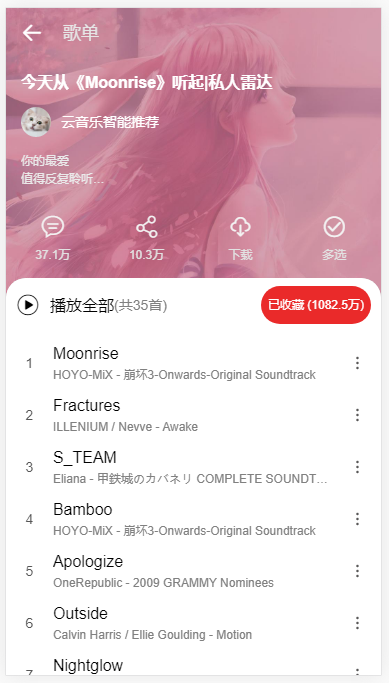 歌单
今天从《Moonrise》听起|私人雷达
云音乐智能推荐
你的最爱
值得反复聆听...
37.1万 10.3万 下载 多选
播放全部(共35首) 已收藏 (1082.5万)
1 Moonrise
HOYO-MiX - 崩坏3-Onwards-Original Soundtrack
2 Fractures
ILLENIUM / Nevve - Awake
3 S_TEAM
Eliana - 甲鉄城のカバネリ COMPLETE SOUNDT...
4 Bamboo
HOYO-MiX - 崩坏3-Onwards-Original Soundtrack
5 Apologize
OneRepublic - 2009 GRAMMY Nominees
6 Outside
Calvin Harris / Ellie Goulding - Motion
7 Nightglow